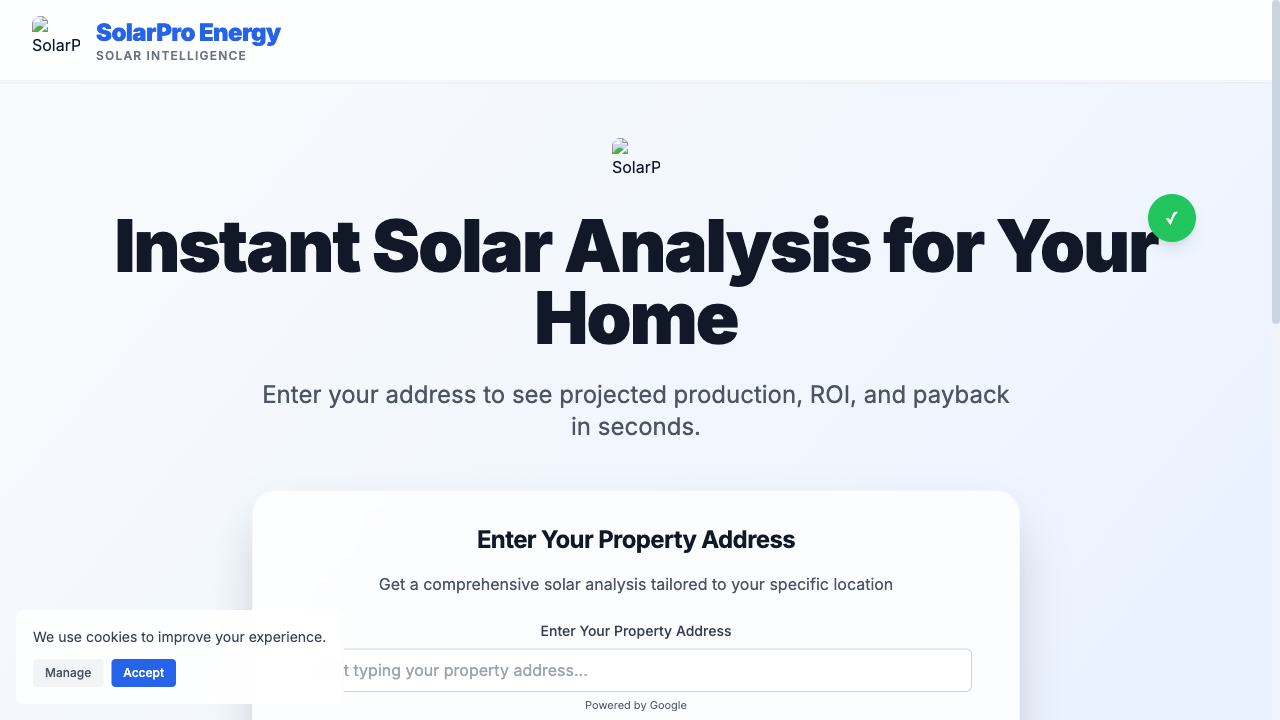 SolarP
SolarPro Energy
SOLAR INTELLIGENCE
SolarP
Instant Solar Analysis for Your
Home
✓
Enter your address to see projected production, ROI, and payback
in seconds.
Enter Your Property Address
Get a comprehensive solar analysis tailored to your specific location
Enter Your Property Address
typing your property address...
Powered by Google
We use cookies to improve your experience.
Manage
Accept